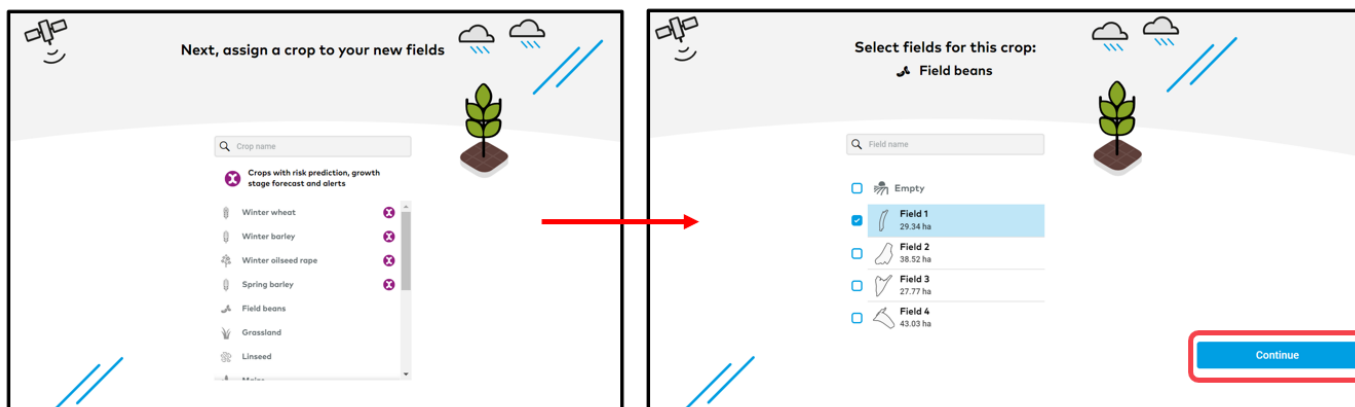 Next, assign a crop to your new fields
Crop name
Crops with risk prediction, growth
stage forecast and alerts
Winter wheat
Winter barley
Winter oilseed rape
Spring barley
Field beans
Grassland
Linseed
Select fields for this crop:
Field beans
Field name
Empty
Field 1
29.34 ha
Field 2
38.52 ha
Field 3
27.77 ha
Field 4
43.03 ha
Continue